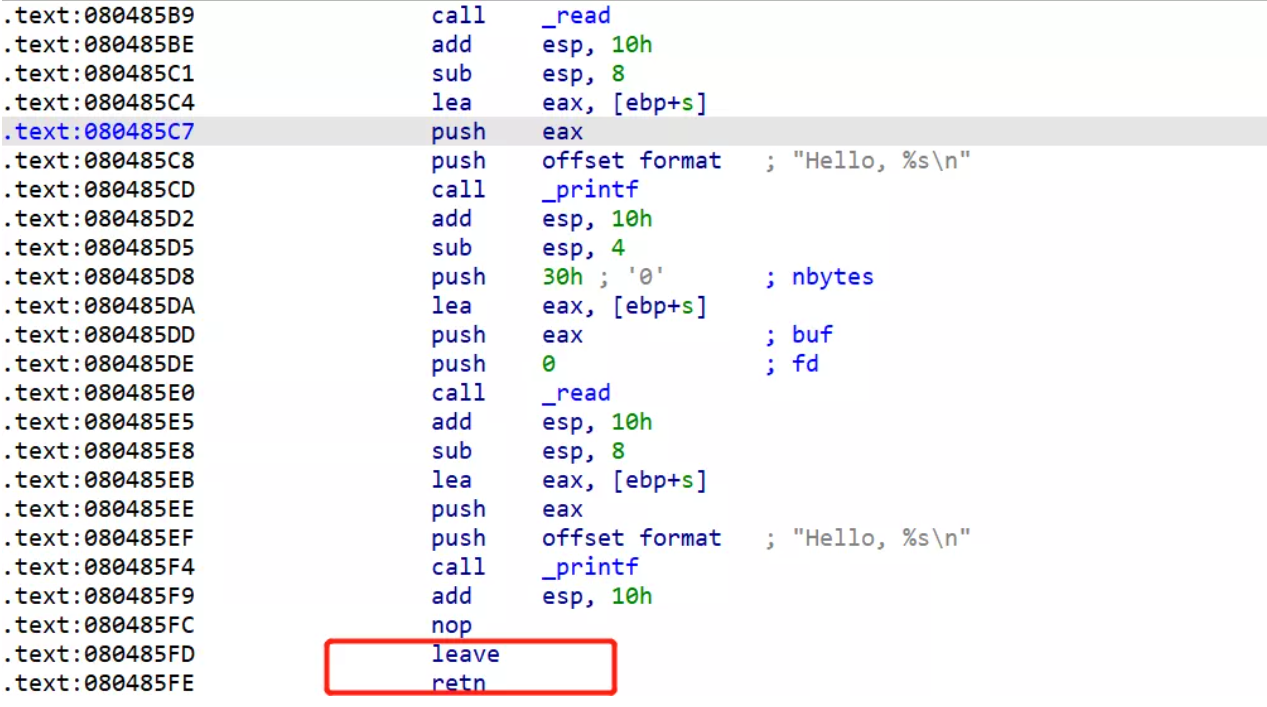 .text:080485B9 call _read
.text:080485BE add esp, 10h
.text:080485C1 sub esp, 8
.text:080485C4 lea eax, [ebp+s]
.text:080485C7 push eax
.text:080485C8 push offset format ; "Hello, %s\n"
.text:080485CD call _printf
.text:080485D2 add esp, 10h
.text:080485D5 sub esp, 4
.text:080485D8 push 30h ; '0' ; nbytes
.text:080485DA lea eax, [ebp+s]
.text:080485DD push eax ; buf
.text:080485DE push 0 ; fd
.text:080485E0 call _read
.text:080485E5 add esp, 10h
.text:080485E8 sub esp, 8
.text:080485EB lea eax, [ebp+s]
.text:080485EE push eax
.text:080485EF push offset format ; "Hello, %s\n"
.text:080485F4 call _printf
.text:080485F9 add esp, 10h
.text:080485FC nop
.text:080485FD leave
.text:080485FE retn